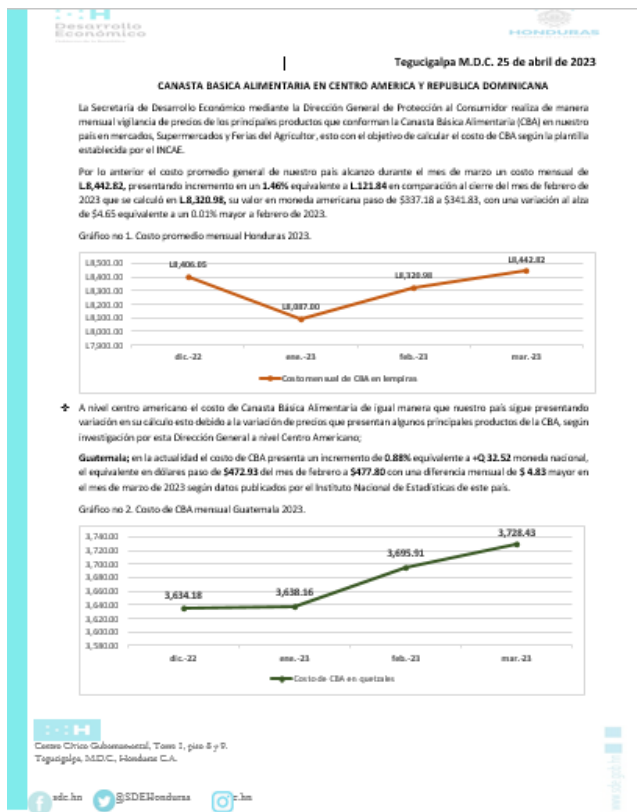 Desarrollo
Económico
HONDURAS
Tegucigalpa M.D.C. 25 de abril de 2023
CANASTA BASICA ALIMENTARIA EN CENTRO AMERICA Y REPUBLICA DOMINICANA
La Secretaría de Desarrollo Económico mediante la Dirección General de Protección al Consumidor realiza de manera
mensual vigilancia de precios de los principales productos que conforman la Canasta Básica Alimentaria (CBA) en nuestro
país en mercados, Supermercados y Ferias del Agricultor, esto con el objetivo de calcular el costo de CBA según la plantilla
establecida por el INCAE.
Por lo anterior el costo promedio general de nuestro país alcanzo durante el mes de marzo un costo mensual de
L.8,442.82, presentando incremento en un 1.46% equivalente a L.121.84 en comparación al cierre del mes de febrero de
2023 que se calculó en L.8,320.98, su valor en moneda americana paso de $337.18 a $341.83, con una variación al alza
de $4.65 equivalente a un 0.01% mayor a febrero de 2023.
Gráfico no 1. Costo promedio mensual Honduras 2023.
L8,500.00
L8,400.00
L8,300.00
L8,200.00
L8,100.00
L8,000.00
L7,900.00
L8,406.05
L8,087.00
L8,320.98
L8,442.82
dic.-22
ene.-23
feb.-23
mar.-23
Costo mensual de CBA en lempiras
A nivel centro americano el costo de Canasta Básica Alimentaria de igual manera que nuestro país sigue presentando
variación en su cálculo esto debido a la variación de precios que presentan algunos principales productos de la CBA, según
investigación por esta Dirección General a nivel Centro Americano;
Guatemala; en la actualidad el costo de CBA presenta un incremento de 0.88% equivalente a +Q 32.52 moneda nacional,
el equivalente en dólares paso de $472.93 del mes de febrero a $477.80 con una diferencia mensual de $ 4.83 mayor en
el mes de marzo de 2023 según datos publicados por el Instituto Nacional de Estadísticas de este país.
Gráfico no 2. Costo de CBA mensual Guatemala 2023.
3,740.00
3,720.00
3,700.00
3,680.00
3,660.00
3,640.00
3,620.00
3,600.00
3,580.00
3,634.18
3,638.16
3,695.91
3,728.43
dic.-22
ene.-23
feb.-23
mar.-23
Costo de CBA en quetzales
Centro Cívico Gubernamental, Torre 1, piso 8 y 9.
Tegucigalpa, M.D.C., Honduras C.A.
sde.hn
@SDEHonduras